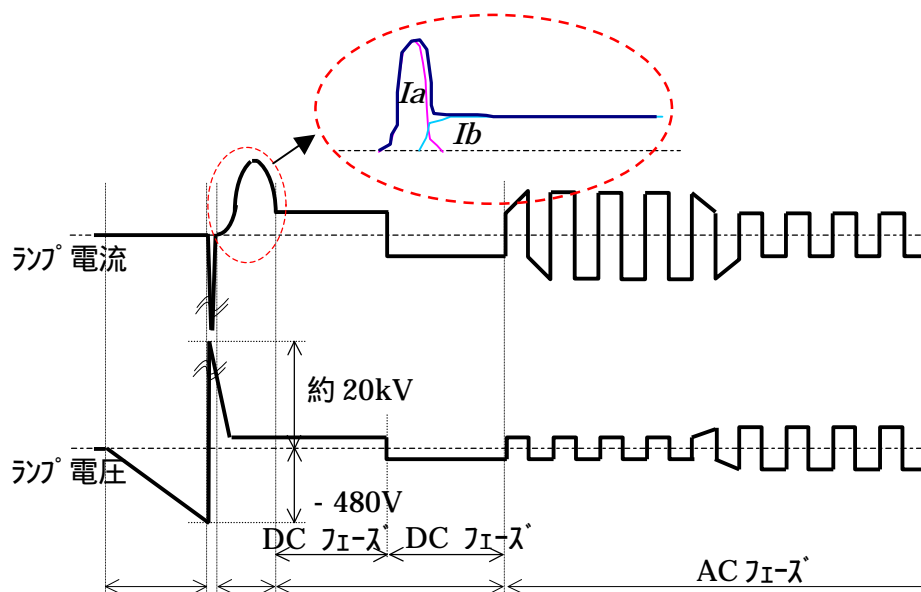 Ia
Ib
ﾗﾝﾌﾟ電流
約 20kV
ﾗﾝﾌﾟ電圧
- 480V
DC ﾌｪｰｽﾞ
DC ﾌｪｰｽﾞ
AC ﾌｪｰｽﾞ